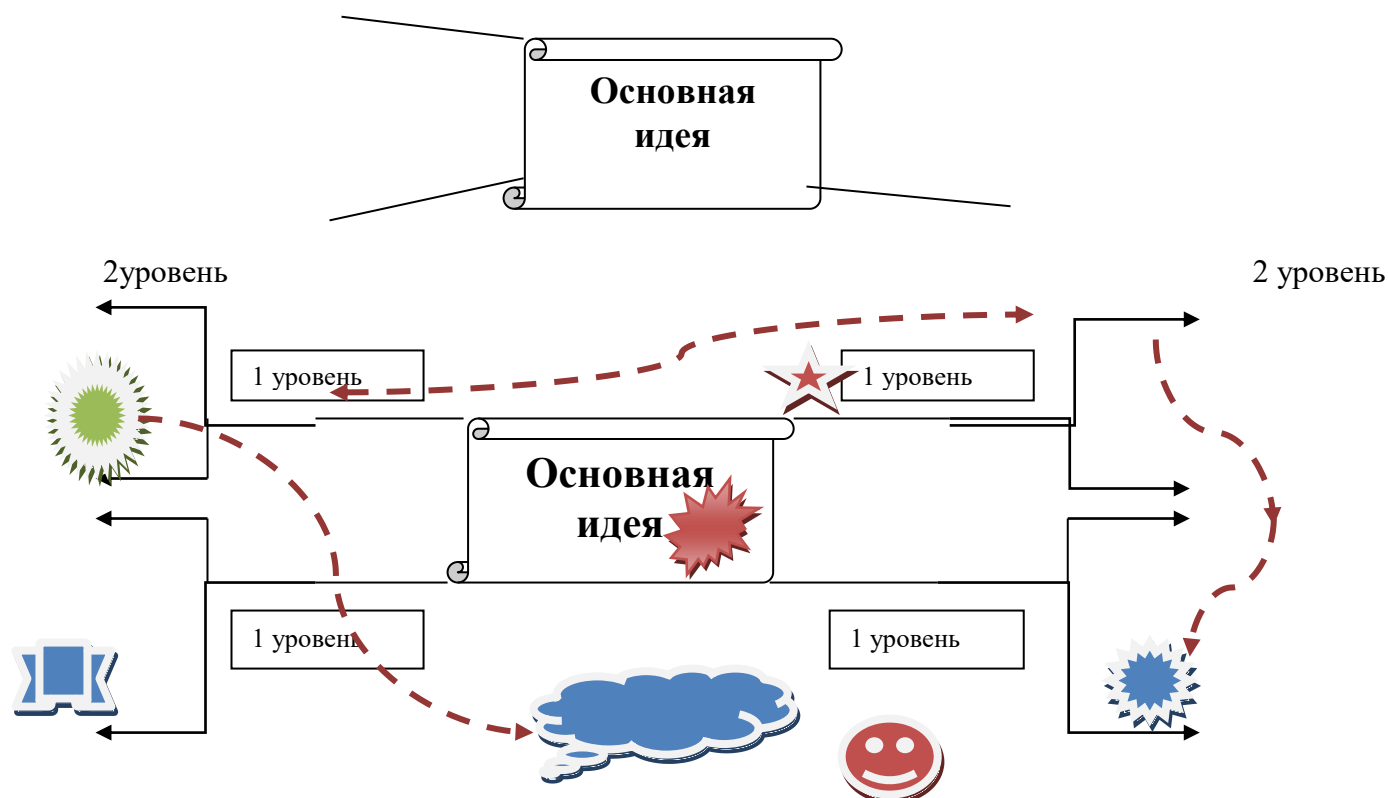 Основная
идея
2уровень
2 уровень
1 уровень
1 уровень
Основная
идея
1 уровень
1 уровень